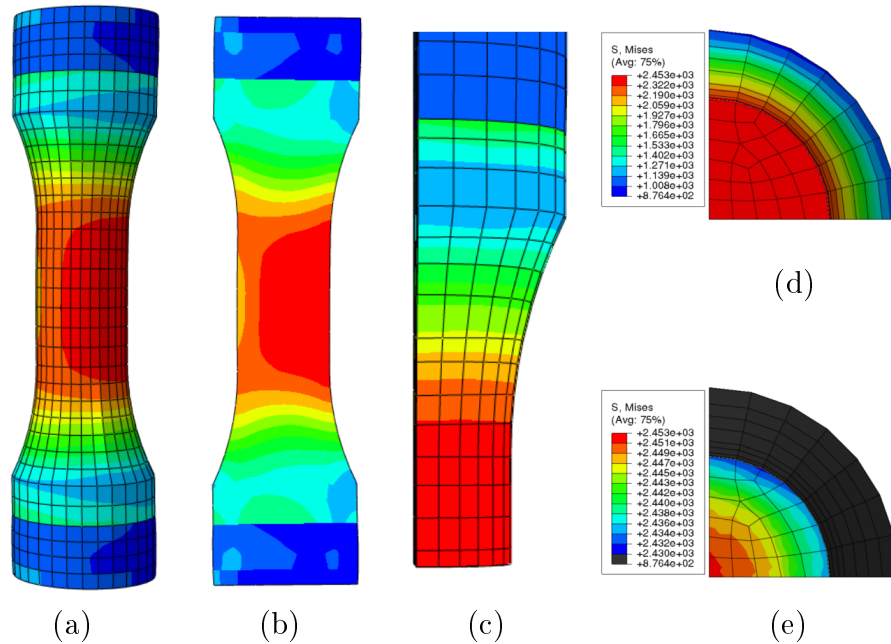 S, Mises
(Avg: 75%)
+2.453e+03
+2.322e+03
+2.190e+03
+2.059e+03
+1.927e+03
+1.796e+03
+1.665e+03
+1.533e+03
+1.402e+03
+1.271e+03
+1.139e+03
+1.008e+03
+8.764e+02
(d)
S, Mises
(Avg: 75%)
+2.453e+03
+2.451e+03
+2.449e+03
+2.447e+03
+2.445e+03
+2.443e+03
+2.442e+03
+2.440e+03
+2.438e+03
+2.436e+03
+2.434e+03
+2.432e+03
+2.430e+03
+8.764e+02
(a)
(b)
(c)
(e)